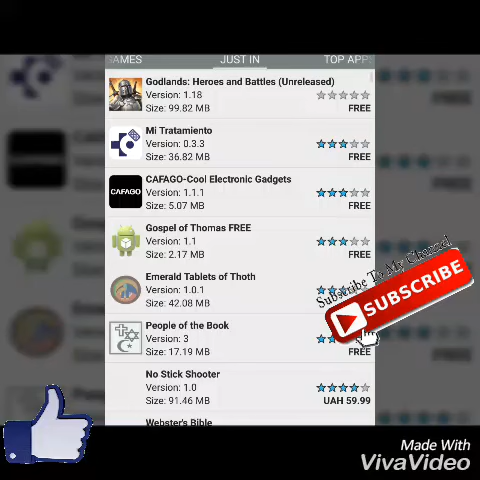 GAMES
JUST IN
TOP APP
Godlands: Heroes and Battles (Unreleased)
Version: 1.18
Size: 99.82 MB
FREE
Mi Tratamiento
Version: 0.3.3
Size: 36.82 MB
FREE
CAFAGO
CAFAGO-Cool Electronic Gadgets
Version: 1.1.1
Size: 5.07 MB
FREE
Gospel of Thomas FREE
Version: 1.1
Size: 2.17 MB
FREE
Emerald Tablets of Thoth
Version: 1.0.1
Size: 42.08 MB
Subscribe To My Channel
SUBSCRIBE
People of the Book
Version: 3
Size: 17.19 MB
FREE
No Stick Shooter
Version: 1.0
Size: 91.46 MB
UAH 59.99
Webster's Bible
Made With
VivaVideo